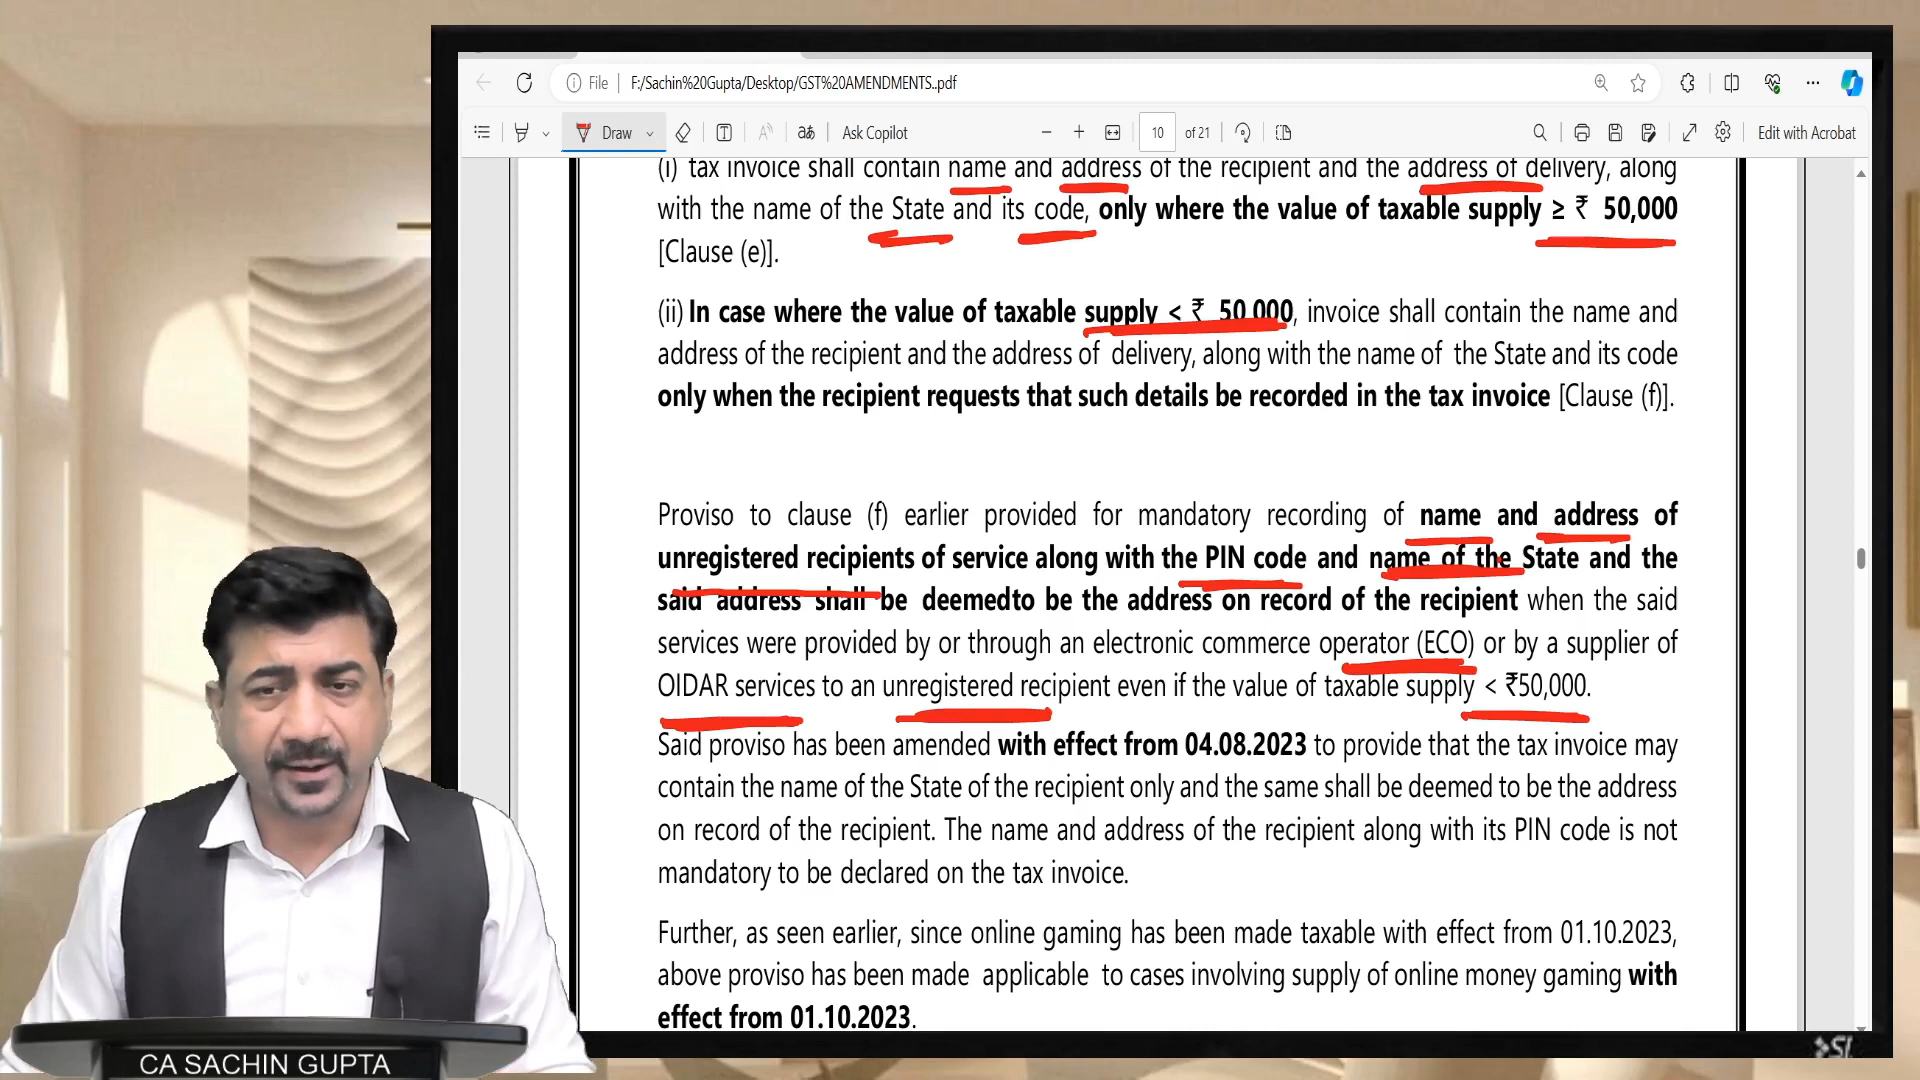 File | F:/Sachin%20Gupta/Desktop/GST%20AMENDMENTS..pdf
Draw
aあ
Ask Copilot
10 of 21
Edit with Acrobat
(i) tax invoice shall contain name and address of the recipient and the address of delivery, along
with the name of the State and its code, only where the value of taxable supply ≥ ₹ 50,000
[Clause (e)].
(ii) In case where the value of taxable supply < ₹ 50,000, invoice shall contain the name and
address of the recipient and the address of delivery, along with the name of the State and its code
only when the recipient requests that such details be recorded in the tax invoice [Clause (f)].
Proviso to clause (f) earlier provided for mandatory recording of name and address of
unregistered recipients of service along with the PIN code and name of the State and the
said address shall be deemedto be the address on record of the recipient when the said
services were provided by or through an electronic commerce operator (ECO) or by a supplier of
OIDAR services to an unregistered recipient even if the value of taxable supply < ₹50,000.
Said proviso has been amended with effect from 04.08.2023 to provide that the tax invoice may
contain the name of the State of the recipient only and the same shall be deemed to be the address
on record of the recipient. The name and address of the recipient along with its PIN code is not
mandatory to be declared on the tax invoice.
Further, as seen earlier, since online gaming has been made taxable with effect from 01.10.2023,
above proviso has been made applicable to cases involving supply of online money gaming with
effect from 01.10.2023.
CA SACHIN GUPTA